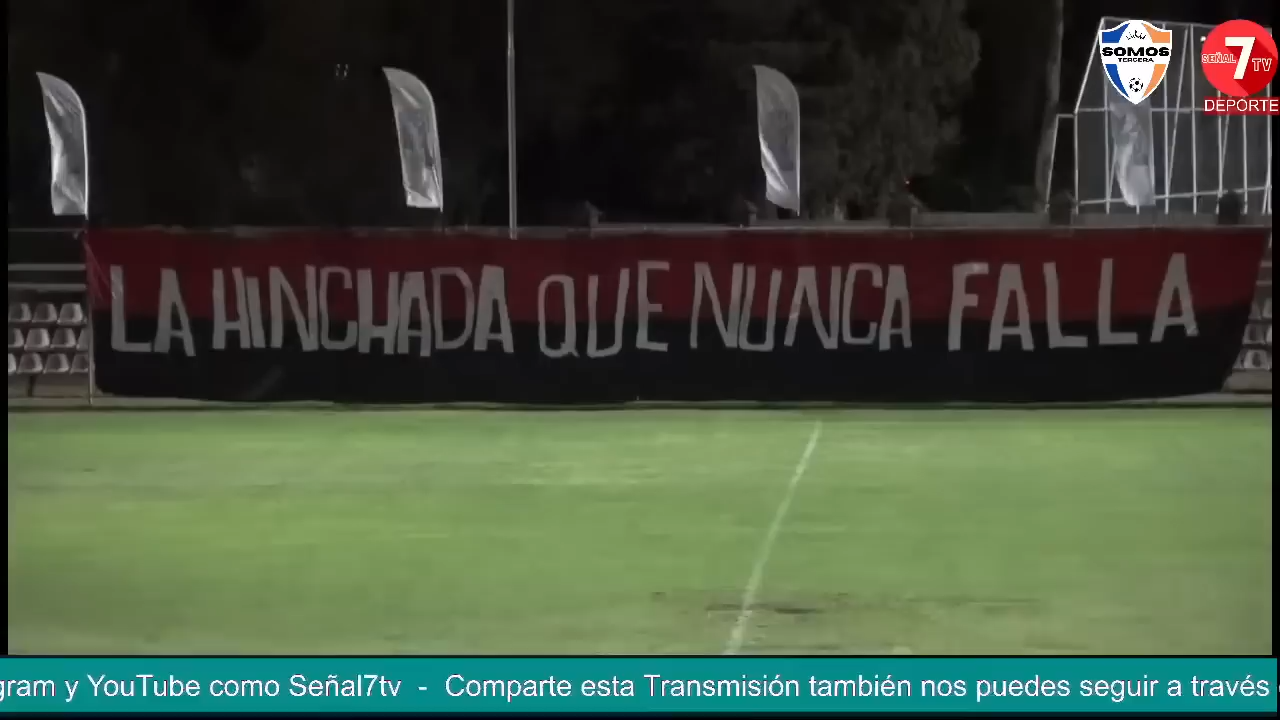 SOMOS
TERCERA
SEÑAL 7 TV
DEPORTE
LA HINCHADA QUE NUNCA FALLA
gram y YouTube como Señal7tv - Comparte esta Transmisión también nos puedes seguir a través